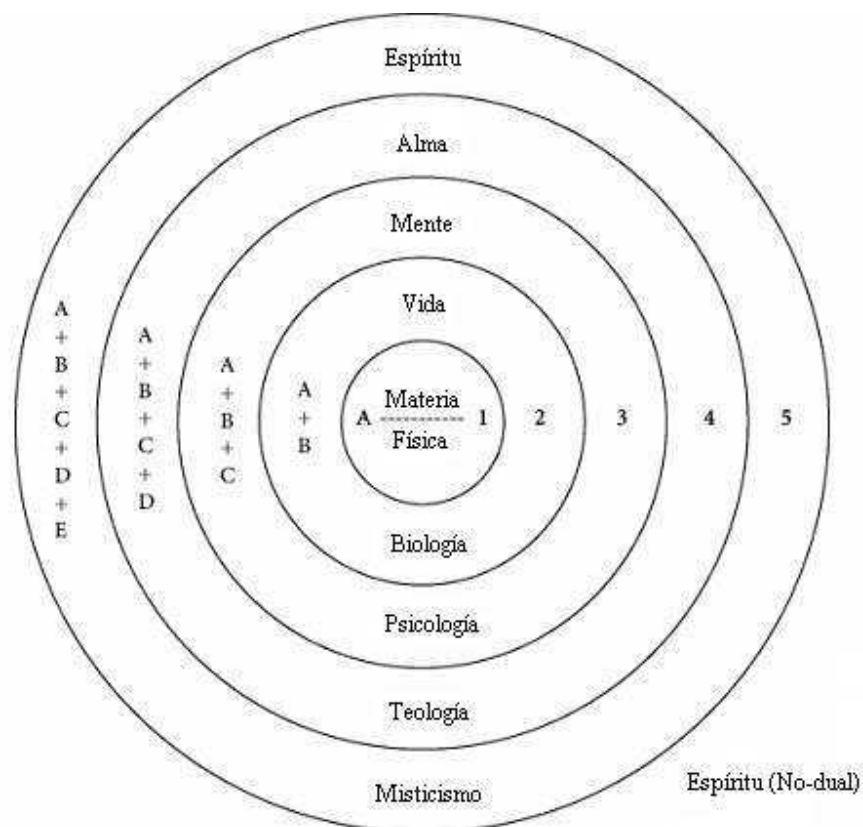 Espíritu
Alma
Mente
Vida
Materia
A 1 2 3 4 5
Física
A
+
B
A
+
B
+
C
A
+
B
+
C
+
D
A
+
B
+
C
+
D
+
E
Biología
Psicología
Teología
Misticismo
Espíritu (No-dual)